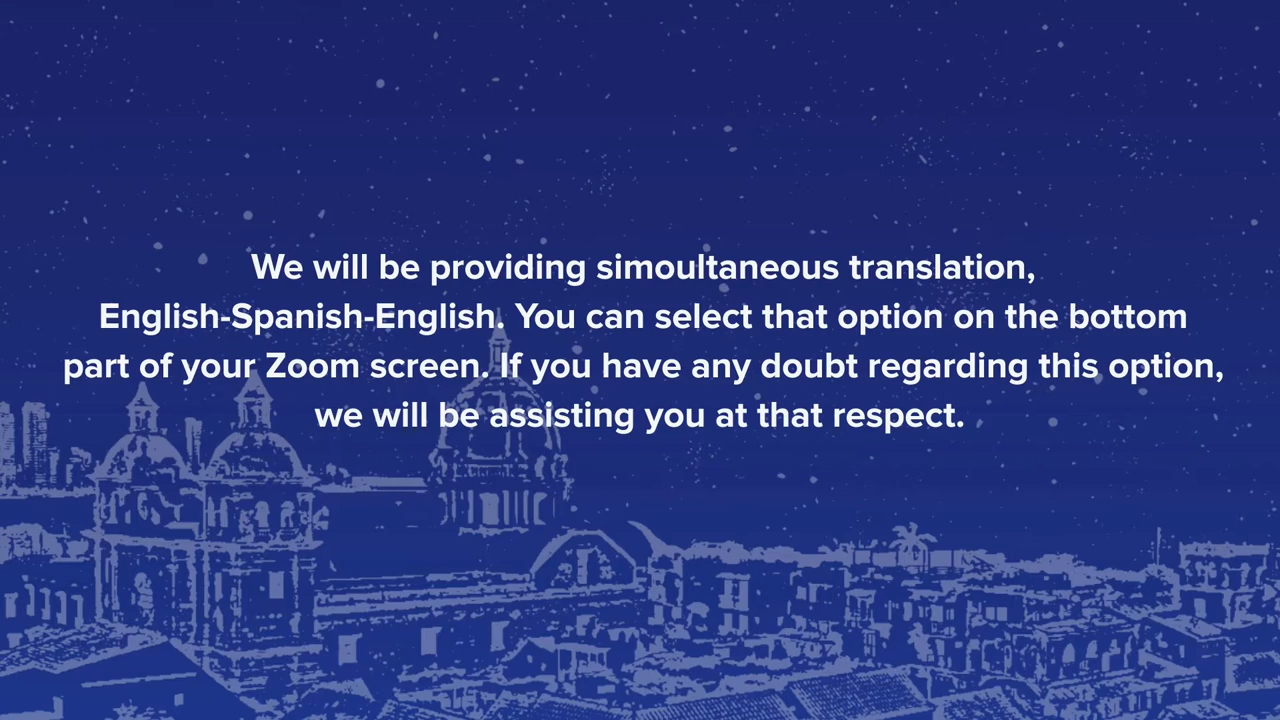 We will be providing simoultaneous translation,
English-Spanish-English. You can select that option on the bottom
part of your Zoom screen. If you have any doubt regarding this option,
we will be assisting you at that respect.